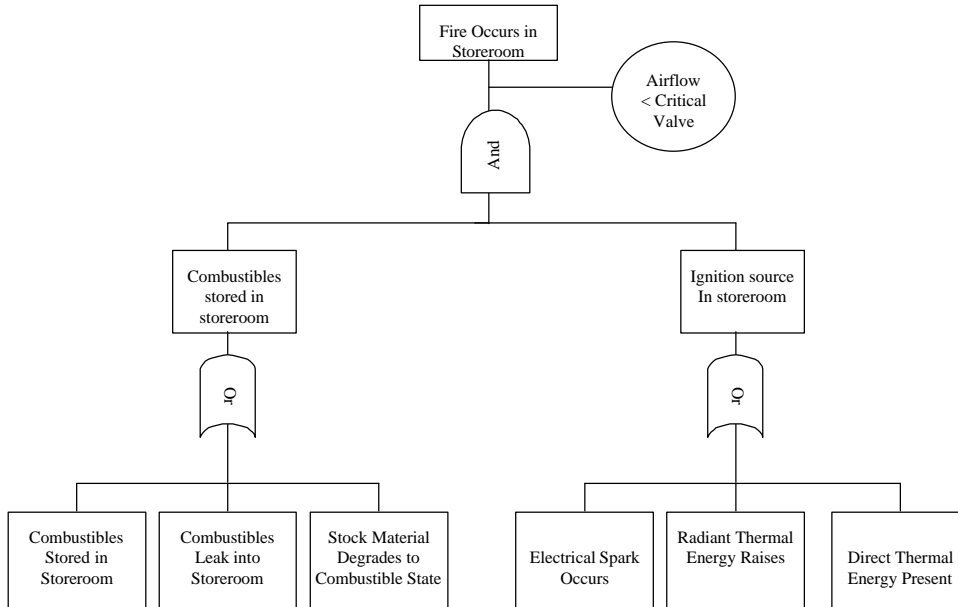 Fire Occurs in
Storeroom
Airflow
< Critical
Valve
And
Combustibles
stored in
storeroom
Ignition source
In storeroom
Or
Or
Combustibles
Stored in
Storeroom
Combustibles
Leak into
Storeroom
Stock Material
Degrades to
Combustible State
Electrical Spark
Occurs
Radiant Thermal
Energy Raises
Direct Thermal
Energy Present